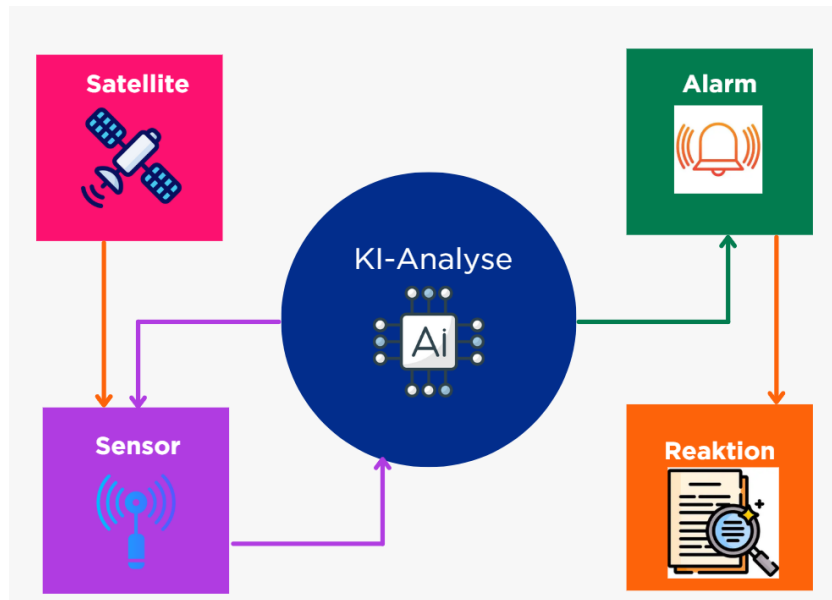 Satellite
Alarm
KI-Analyse
Ai
Sensor
Reaktion